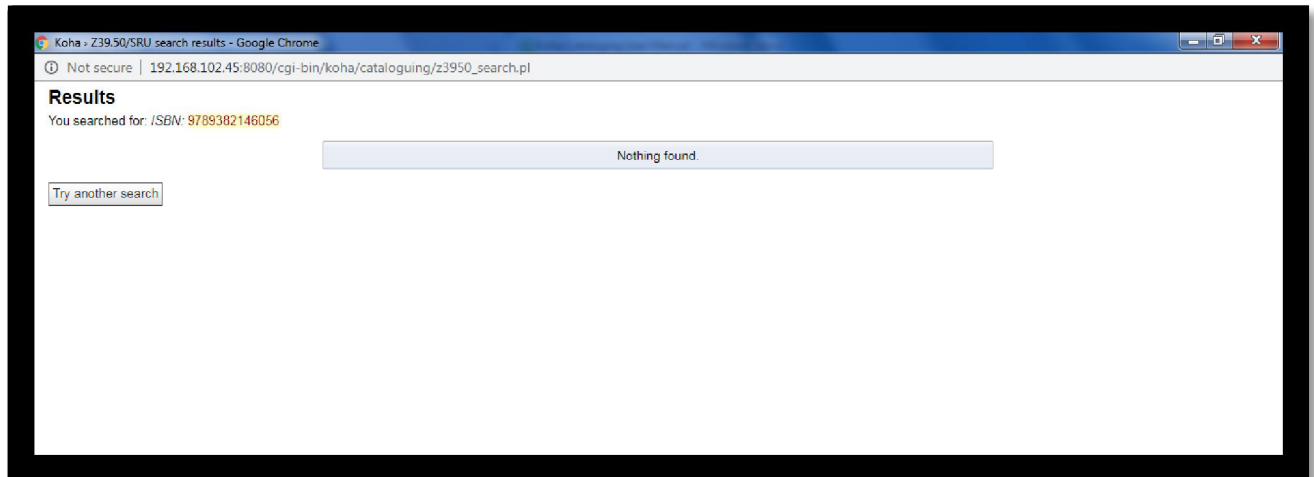 Koha › Z39.50/SRU search results - Google Chrome
Not secure | 192.168.102.45:8080/cgi-bin/koha/cataloguing/z3950_search.pl
Results
You searched for: ISBN: 9789382146056
Nothing found.
Try another search